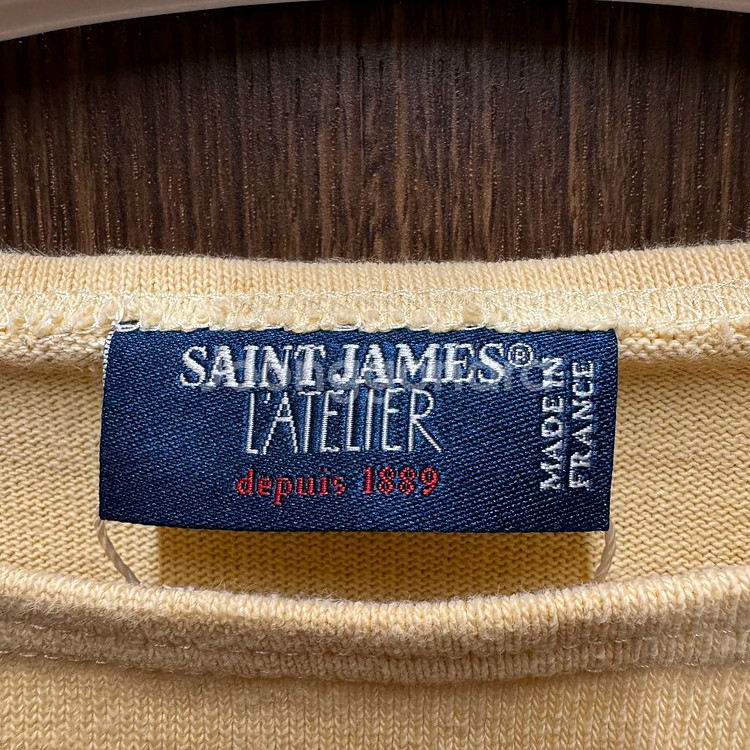 SAINT JAMES®
L'ATELIER
depuis 1889
MADE IN
FRANCE